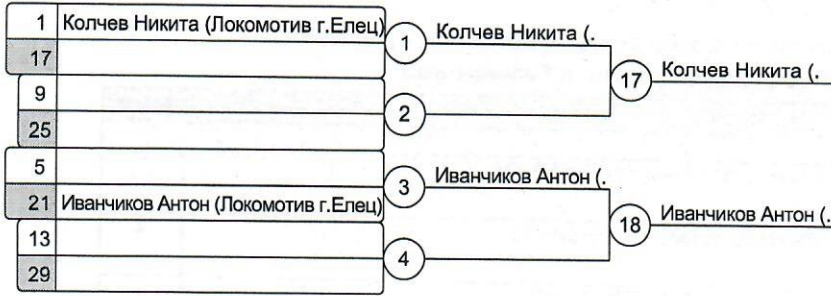 1 Колчев Никита (Локомотив г.Елец)
17
1 Колчев Никита (.
9
25
2
17 Колчев Никита (.
5
21 Иванчиков Антон (Локомотив г.Елец)
3 Иванчиков Антон (.
13
29
4
18 Иванчиков Антон (.